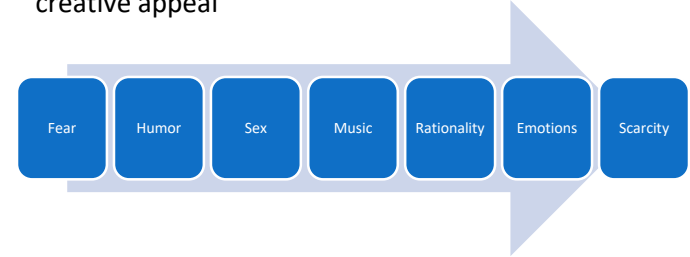 creative appeal
Fear
Humor
Sex
Music
Rationality
Emotions
Scarcity